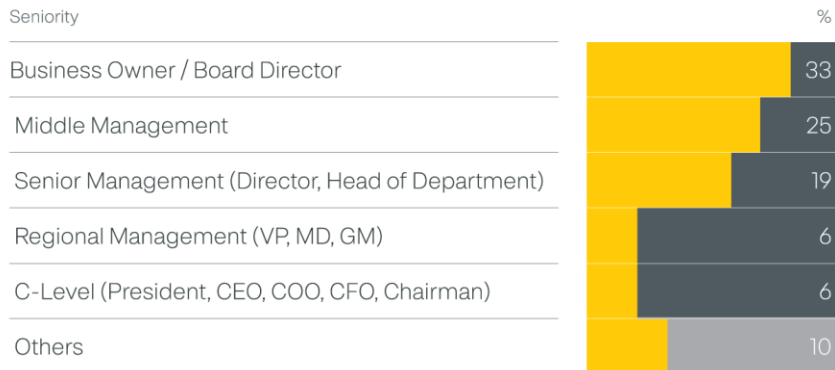 Seniority %
Business Owner / Board Director 33
Middle Management 25
Senior Management (Director, Head of Department) 19
Regional Management (VP, MD, GM) 6
C-Level (President, CEO, COO, CFO, Chairman) 6
Others 10